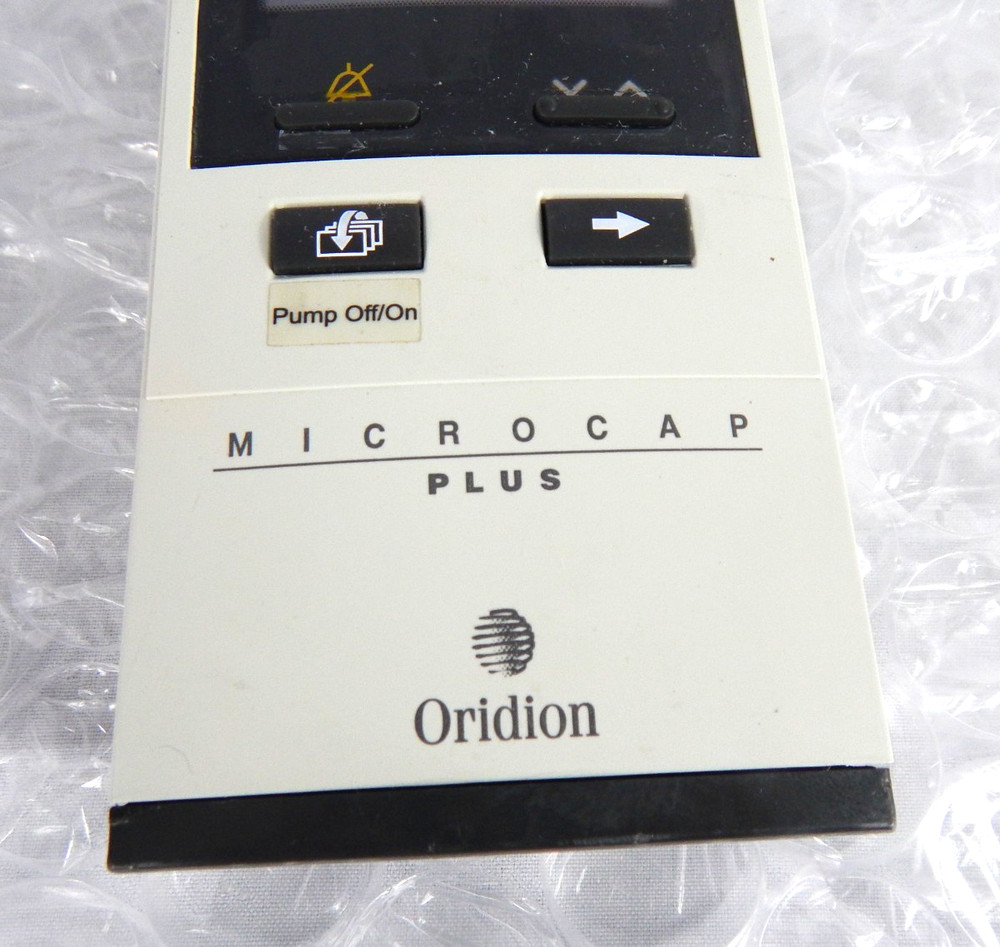 Pump Off/On
MICROCAP
PLUS
Oridion